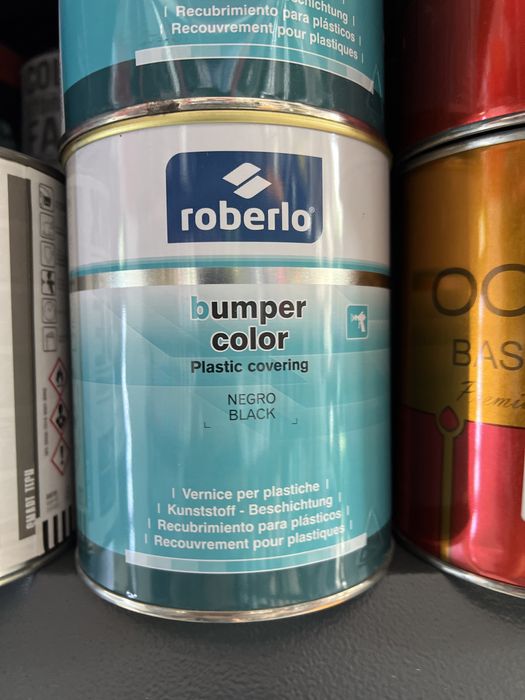 schichtung
| Recubrimiento para plásticos |
| Recouvrement pour plastiques |
roberlo®
bumper
color
Plastic covering
NEGRO
BLACK
| Vernice per plastiche |
| Kunststoff - Beschichtung |
| Recubrimiento para plásticos |
| Recouvrement pour plastiques |
BAS